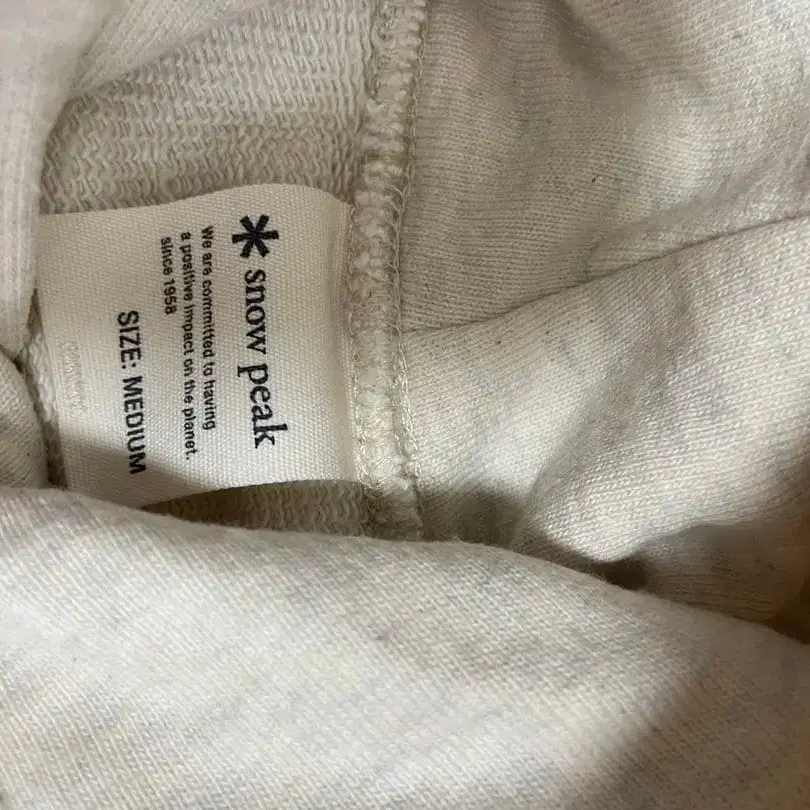 snow peak
We are committed to having
a positive impact on the planet.
since 1958
SIZE: MEDIUM